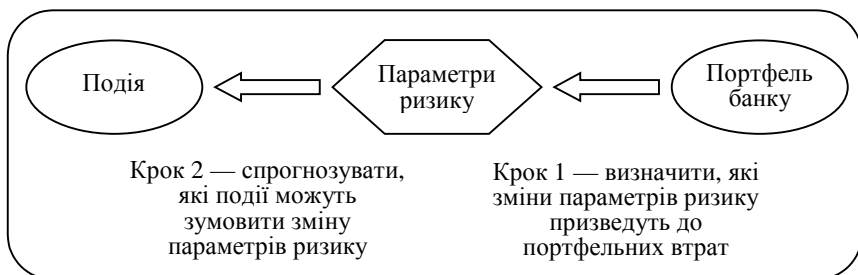 Подія
Параметри
ризику
Портфель
банку
Крок 2 — спрогнозувати,
які події можуть
зумовити зміну
параметрів ризику
Крок 1 — визначити, які
зміни параметрів ризику
призведуть до
портфельних втрат